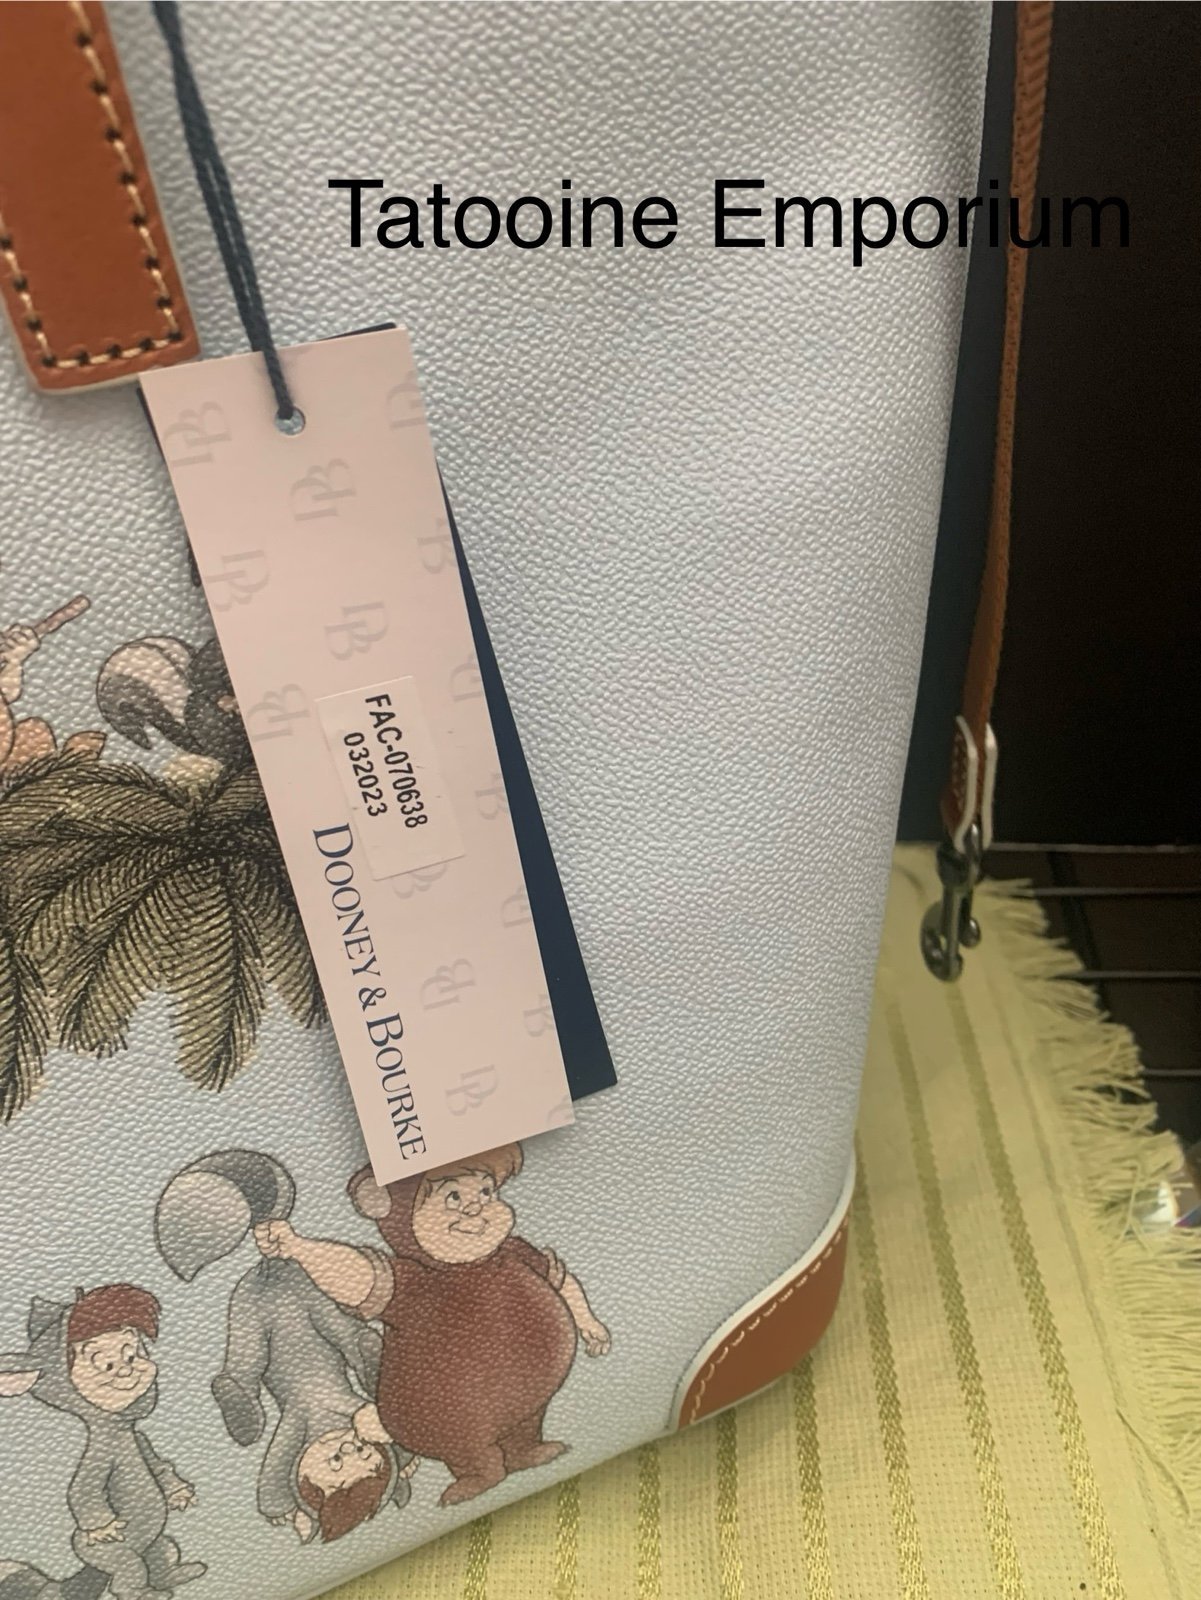 Tatooine Emporium
FAC-070638
032023
DOONEY & BOURKE